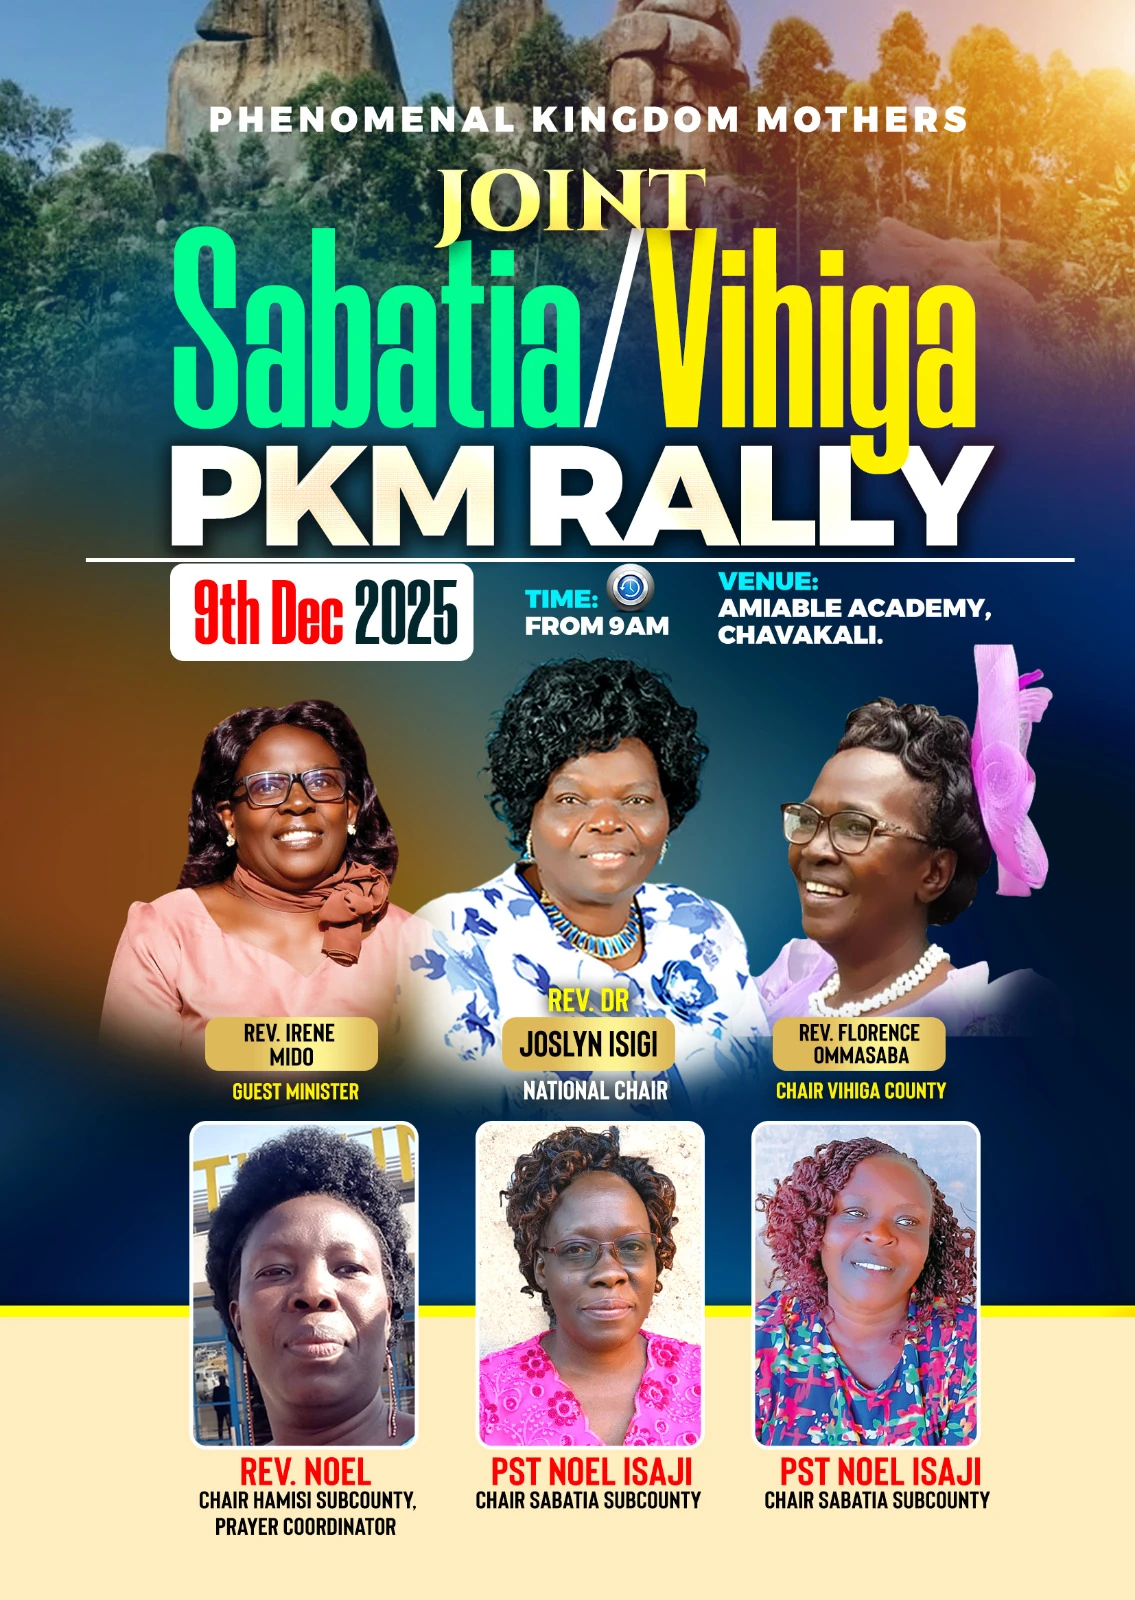 PHENOMENAL KINGDOM MOTHERS
JOINT
Sabatia/Vihiga
PKM RALLY
9th Dec 2025
TIME:
FROM 9AM
VENUE:
AMIABLE ACADEMY,
CHAVAKALI.
REV. IRENE
MIDO
GUEST MINISTER
REV. DR
JOSLYN ISIGI
NATIONAL CHAIR
REV. FLORENCE
OMMASABA
CHAIR VIHIGA COUNTY
REV. NOEL
CHAIR HAMISI SUBCOUNTY,
PRAYER COORDINATOR
PST NOEL ISAJI
CHAIR SABATIA SUBCOUNTY
PST NOEL ISAJI
CHAIR SABATIA SUBCOUNTY